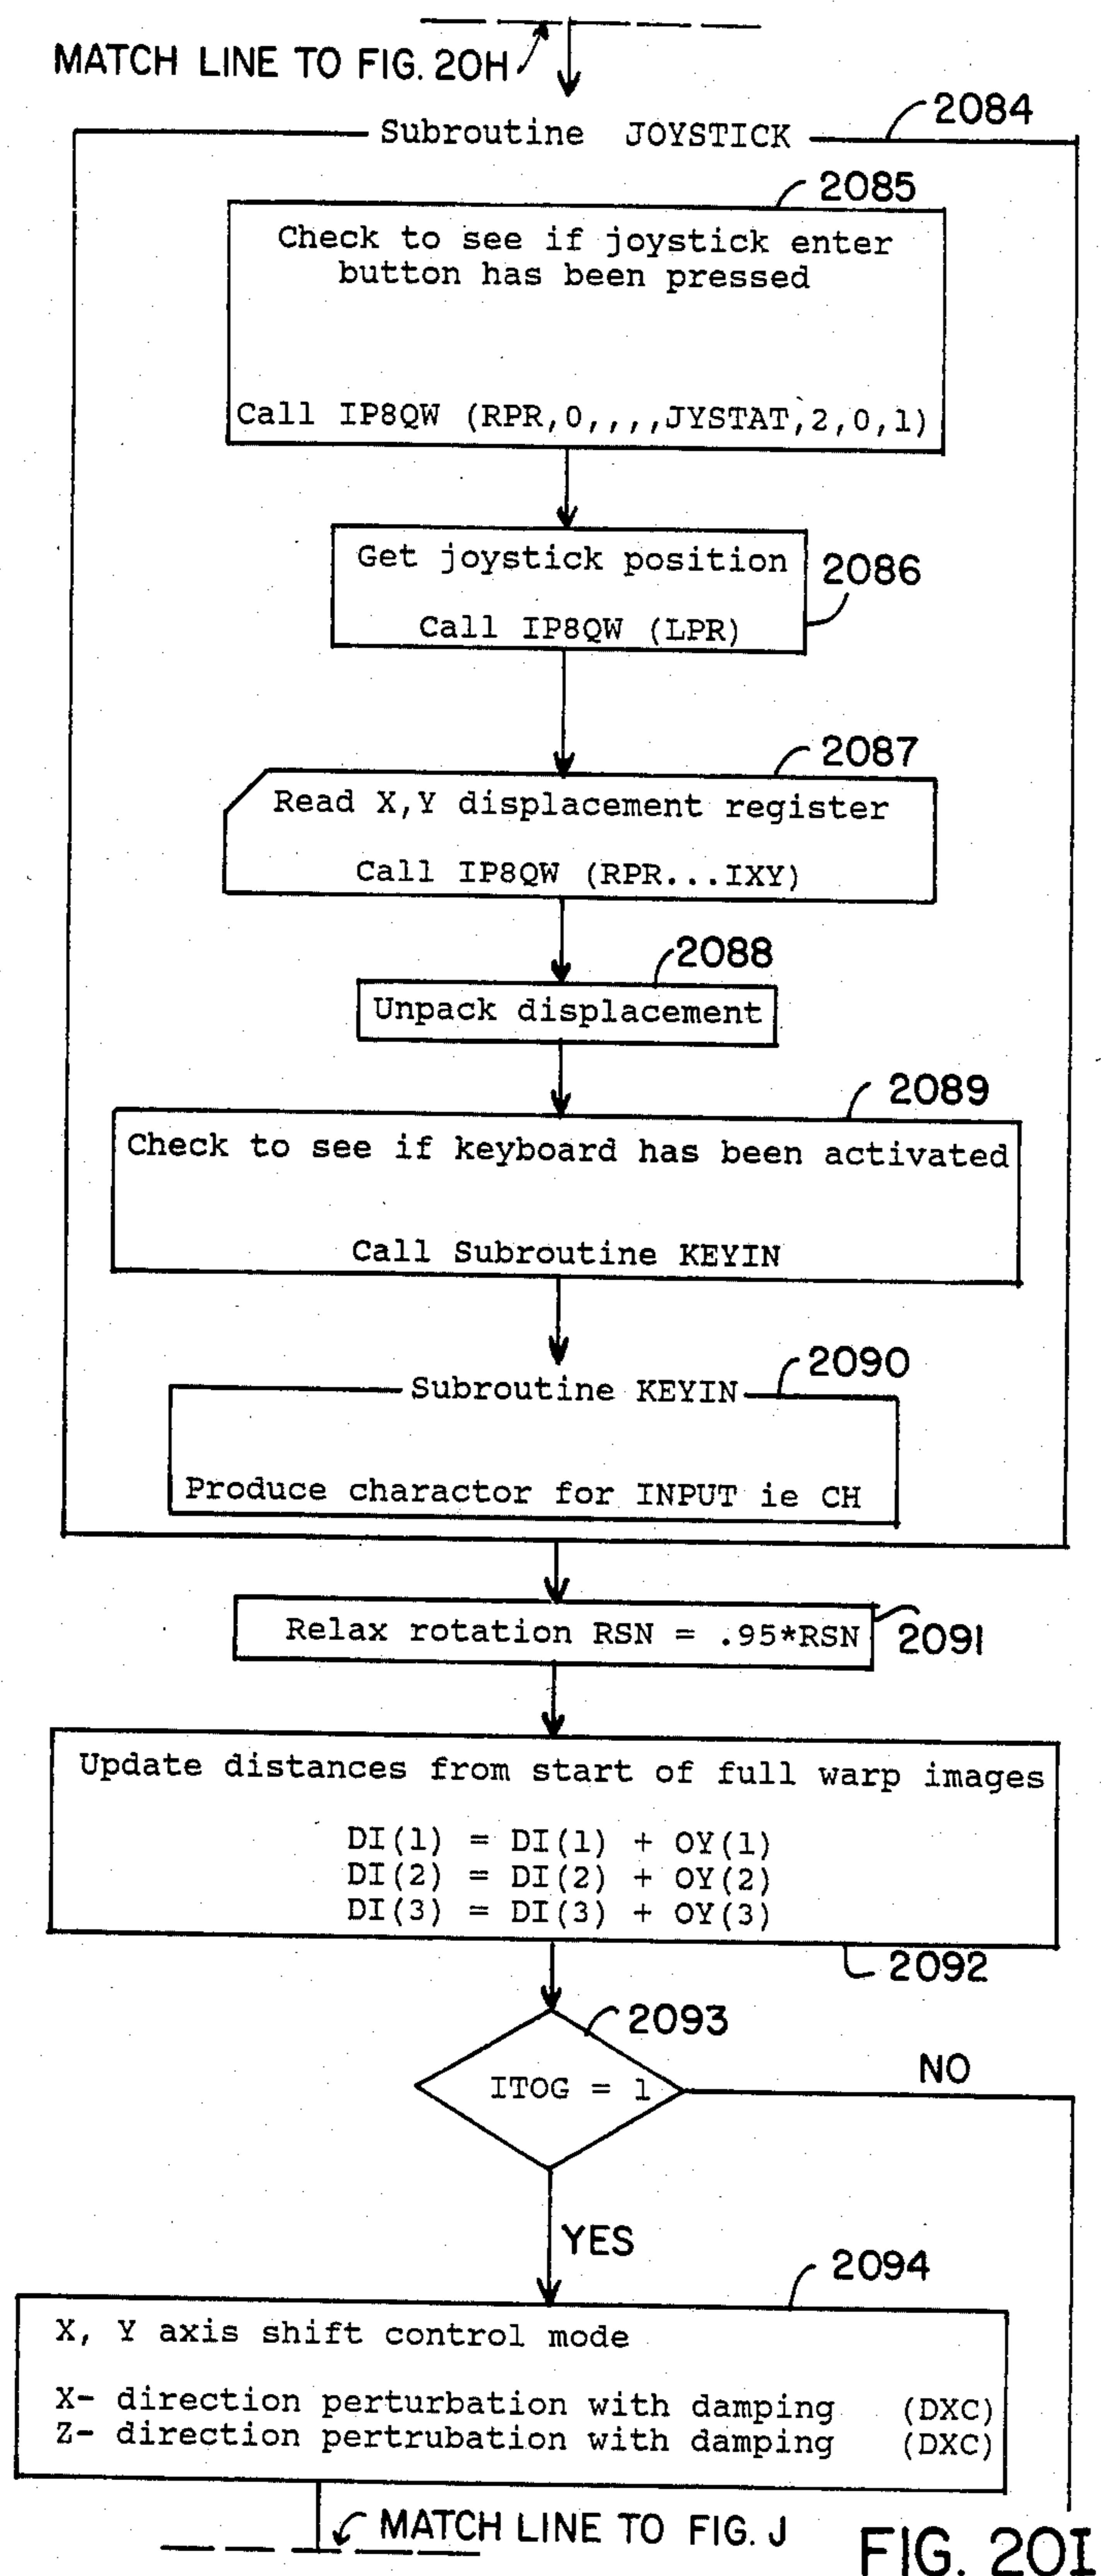 MATCH LINE TO FIG. 20H
Subroutine JOYSTICK
2084
2085
Check to see if joystick enter
button has been pressed
Call IP8QW (RPR,0,,,,JYSTAT,2,0,1)
Get joystick position
2086
Call IP8QW (LPR)
2087
Read X,Y displacement register
Call IP8QW (RPR...IXY)
2088
Unpack displacement
2089
Check to see if keyboard has been activated
Call Subroutine KEYIN
2090
Subroutine KEYIN
Produce charactor for INPUT ie CH
Relax rotation RSN = .95*RSN
2091
Update distances from start of full warp images
DI(1) = DI(1) + OY(1)
DI(2) = DI(2) + OY(2)
DI(3) = DI(3) + OY(3)
2092
2093
ITOG = 1
NO
YES
2094
X, Y axis shift control mode
X- direction perturbation with damping (DXC)
Z- direction pertrubation with damping (DXC)
MATCH LINE TO FIG. J
FIG. 20I